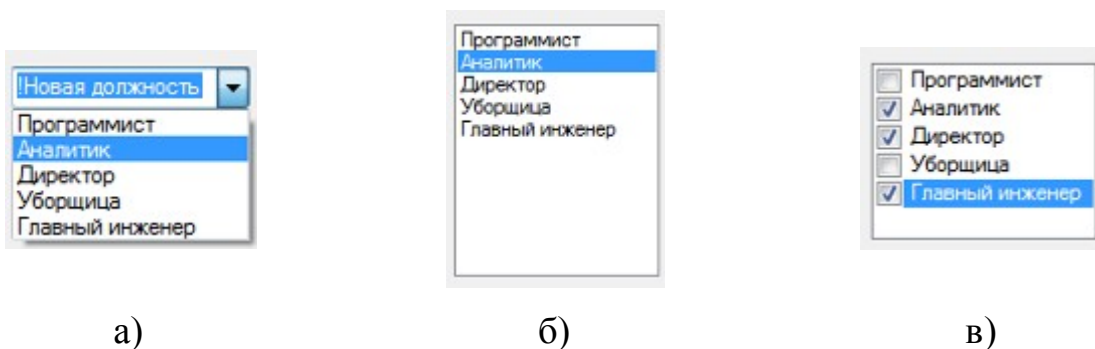 !Новая должность
Программист
Аналитик
Директор
Уборщица
Главный инженер
Программист
Аналитик
Директор
Уборщица
Главный инженер
Программист
Аналитик
Директор
Уборщица
Главный инженер
а)
б)
в)